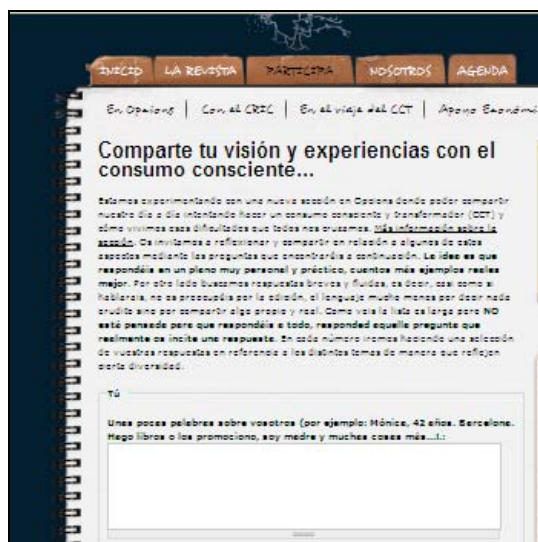 INICIO LA REVISTA PARTICIPA NOSOTROS AGENDA
En Opcions | Con el CRIC | En el viaje del CCT | Apoyo Económi
Comparte tu visión y experiencias con el
consumo consciente...
Estamos experimentando con una nueva sección en Opcions donde poder compartir
nuestro día a día intentando hacer un consumo consciente y transformador (CCT) y
cómo vivimos esas dificultades que todos nos cruzamos. Más información sobre la
sección. Os invitamos a reflexionar y compartir en relación a algunos de estos
aspectos mediante las preguntas que encontraréis a continuación. La idea es que
respondáis en un plano muy personal y práctico, cuantos más ejemplos reales
mejor. Por otro lado buscamos respuestas breves y fluidas, es decir, casi como si
hablarais, no os preocupéis por la edición, el lenguaje mucho menos por decir nada
erudito sino por compartir algo propio y real. Como veis la lista es larga pero NO
está pensada para que respondáis a todo, responded aquella pregunta que
realmente os incite una respuesta. En cada número iremos haciendo una selección
de vuestras respuestas en referencia a los distintos temas de manera que reflejen
cierta diversidad.
Tú
Unas pocas palabras sobre vosotros (por ejemplo: Mónica, 42 años. Barcelona.
Hago libros o los promociono, soy madre y muchas cosas más...).: